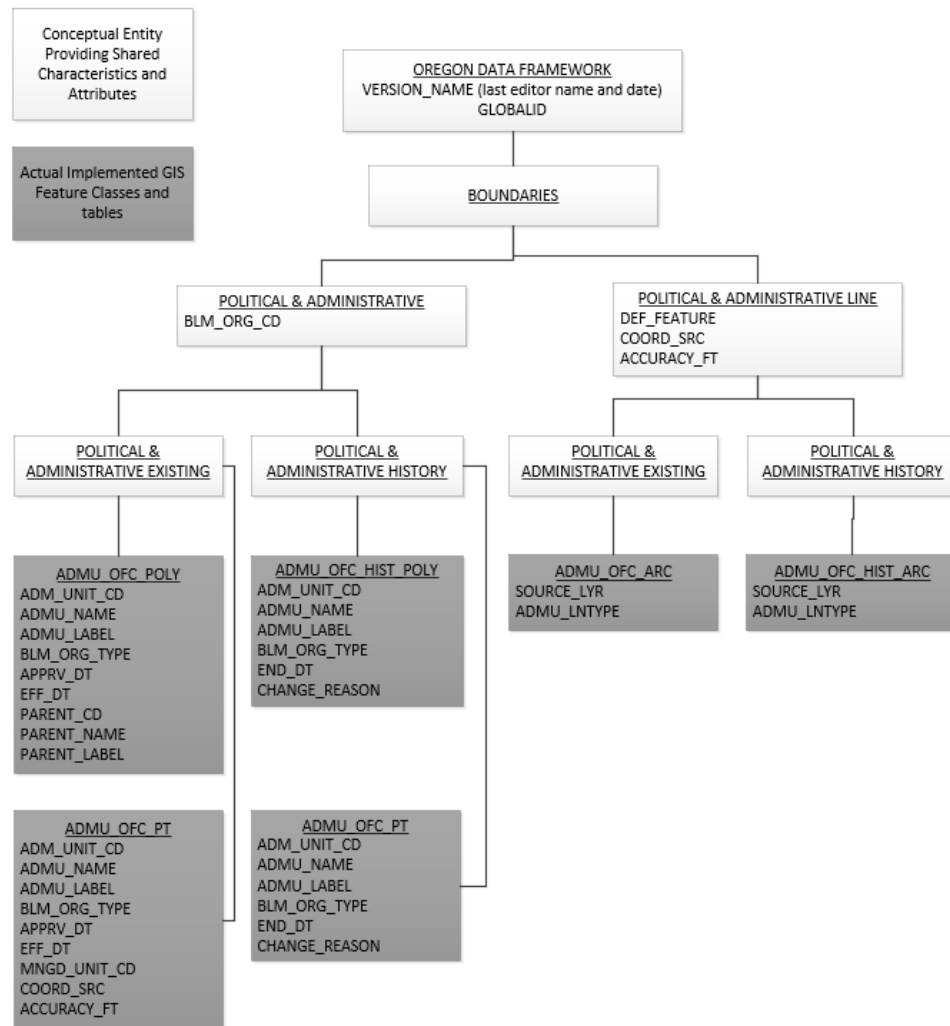 Conceptual Entity
Providing Shared
Characteristics and
Attributes
Actual Implemented GIS
Feature Classes and
tables
OREGON DATA FRAMEWORK
VERSION_NAME (last editor name and date)
GLOBALID
BOUNDARIES
POLITICAL & ADMINISTRATIVE
BLM_ORG_CD
POLITICAL & ADMINISTRATIVE LINE
DEF_FEATURE
COORD_SRC
ACCURACY_FT
POLITICAL &
ADMINISTRATIVE EXISTING
POLITICAL &
ADMINISTRATIVE HISTORY
POLITICAL &
ADMINISTRATIVE EXISTING
POLITICAL &
ADMINISTRATIVE HISTORY
ADMU_OFC_POLY
ADM_UNIT_CD
ADMU_NAME
ADMU_LABEL
BLM_ORG_TYPE
APPRV_DT
EFF_DT
PARENT_CD
PARENT_NAME
PARENT_LABEL
ADMU_OFC_HIST_POLY
ADM_UNIT_CD
ADMU_NAME
ADMU_LABEL
BLM_ORG_TYPE
END_DT
CHANGE_REASON
ADMU_OFC_ARC
SOURCE_LYR
ADMU_LNTYPE
ADMU_OFC_HIST_ARC
SOURCE_LYR
ADMU_LNTYPE
ADMU_OFC_PT
ADM_UNIT_CD
ADMU_NAME
ADMU_LABEL
BLM_ORG_TYPE
APPRV_DT
EFF_DT
MNGD_UNIT_CD
COORD_SRC
ACCURACY_FT
ADMU_OFC_PT
ADM_UNIT_CD
ADMU_NAME
ADMU_LABEL
BLM_ORG_TYPE
END_DT
CHANGE_REASON